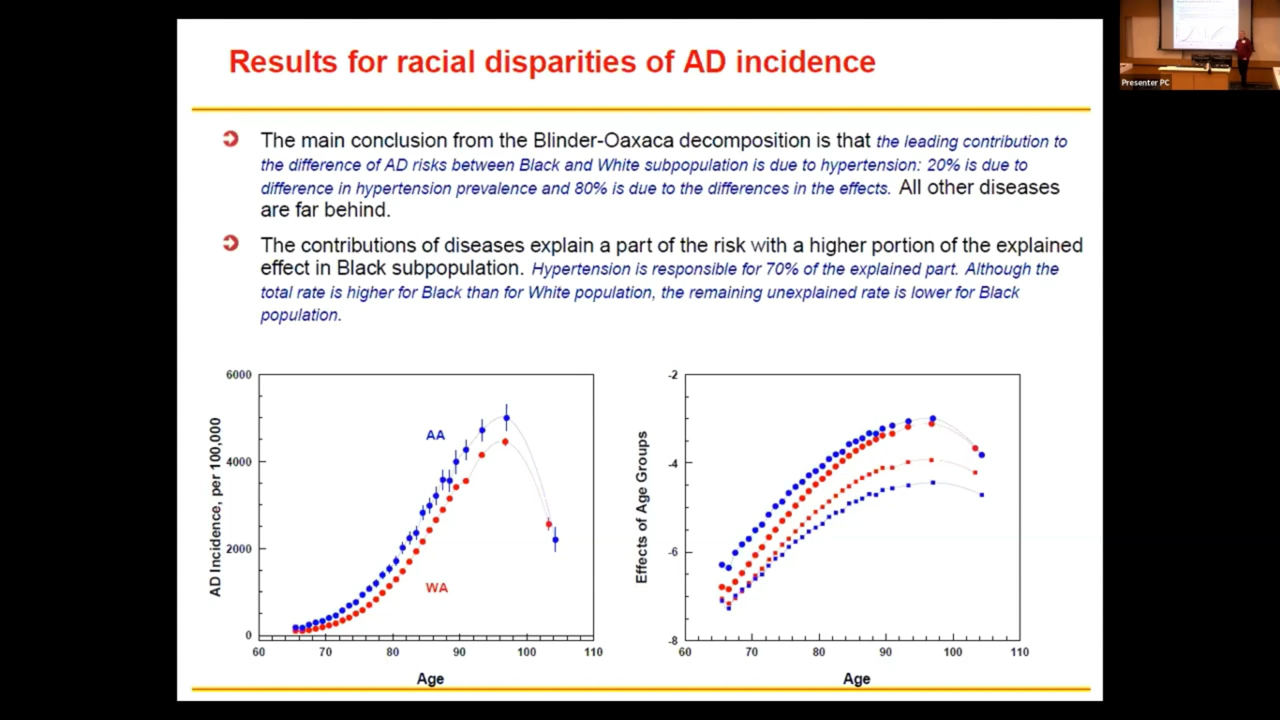 Results for racial disparities of AD incidence
Presenter PC
The main conclusion from the Blinder-Oaxaca decomposition is that the leading contribution to
the difference of AD risks between Black and White subpopulation is due to hypertension: 20% is due to
difference in hypertension prevalence and 80% is due to the differences in the effects. All other diseases
are far behind.
The contributions of diseases explain a part of the risk with a higher portion of the explained
effect in Black subpopulation. Hypertension is responsible for 70% of the explained part. Although the
total rate is higher for Black than for White population, the remaining unexplained rate is lower for Black
population.
AD Incidence, per 100,000
6000
4000
2000
0
AA
WA
60 70 80 90 100 110
Age
Effects of Age Groups
-2
-4
-6
-8
60 70 80 90 100 110
Age